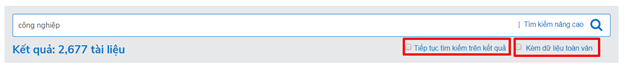 công nghiệp | Tìm kiếm nâng cao
Kết quả: 2,677 tài liệu Tiếp tục tìm kiếm trên kết quả Kèm dữ liệu toàn văn